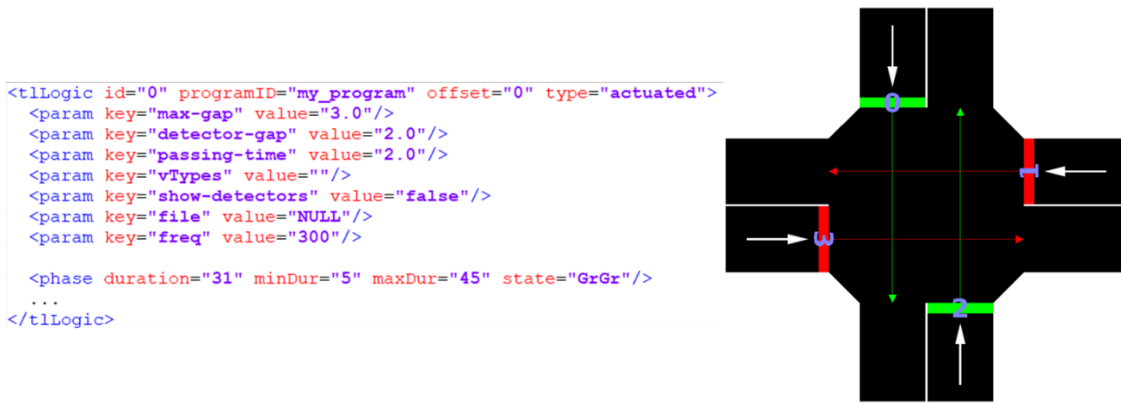 <tlLogic id="0" programID="my_program" offset="0" type="actuated">
<param key="max-gap" value="3.0"/>
<param key="detector-gap" value="2.0"/>
<param key="passing-time" value="2.0"/>
<param key="vTypes" value=""/>
<param key="show-detectors" value="false"/>
<param key="file" value="NULL"/>
<param key="freq" value="300"/>
<phase duration="31" minDur="5" maxDur="45" state="GrGr"/>
...
</tlLogic>
0
1
3
2